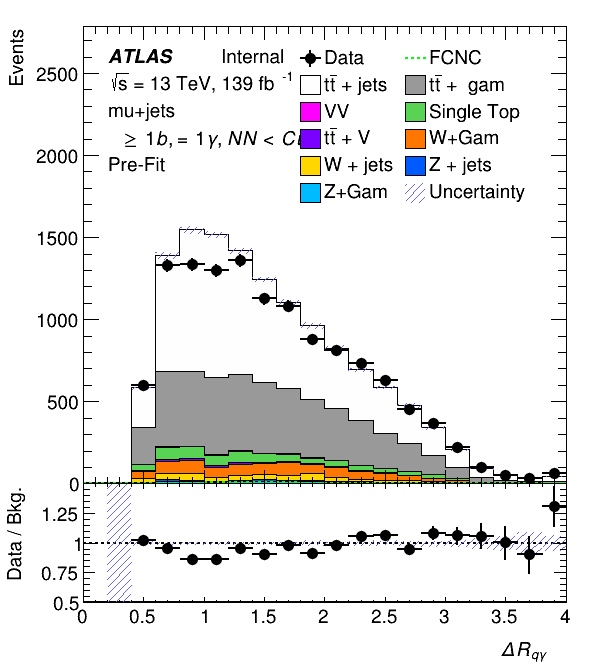 Events
ATLAS Internal
√s = 13 TeV, 139 fb⁻¹
mu+jets
≥ 1b, = 1γ, NN <
Pre-Fit
Data
FCNC
tt̄ + jets
tt̄ + gam
VV
Single Top
tt̄ + V
W+Gam
W + jets
Z + jets
Z+Gam
Uncertainty
2500
2000
1500
1000
500
0
Data / Bkg.
1.25
1
0.75
0.5
0 0.5 1 1.5 2 2.5 3 3.5 4
ΔR_qγ